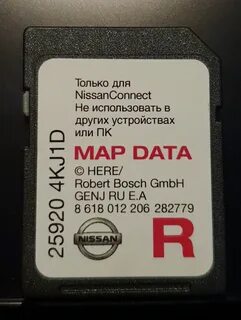 Только для
NissanConnect
Не использовать в
других устройствах
или ПК
MAP DATA
© HERE/
Robert Bosch GmbH
GENJ RU E.A
8 618 012 206 282779
25920 4KJ1D
NISSAN
R